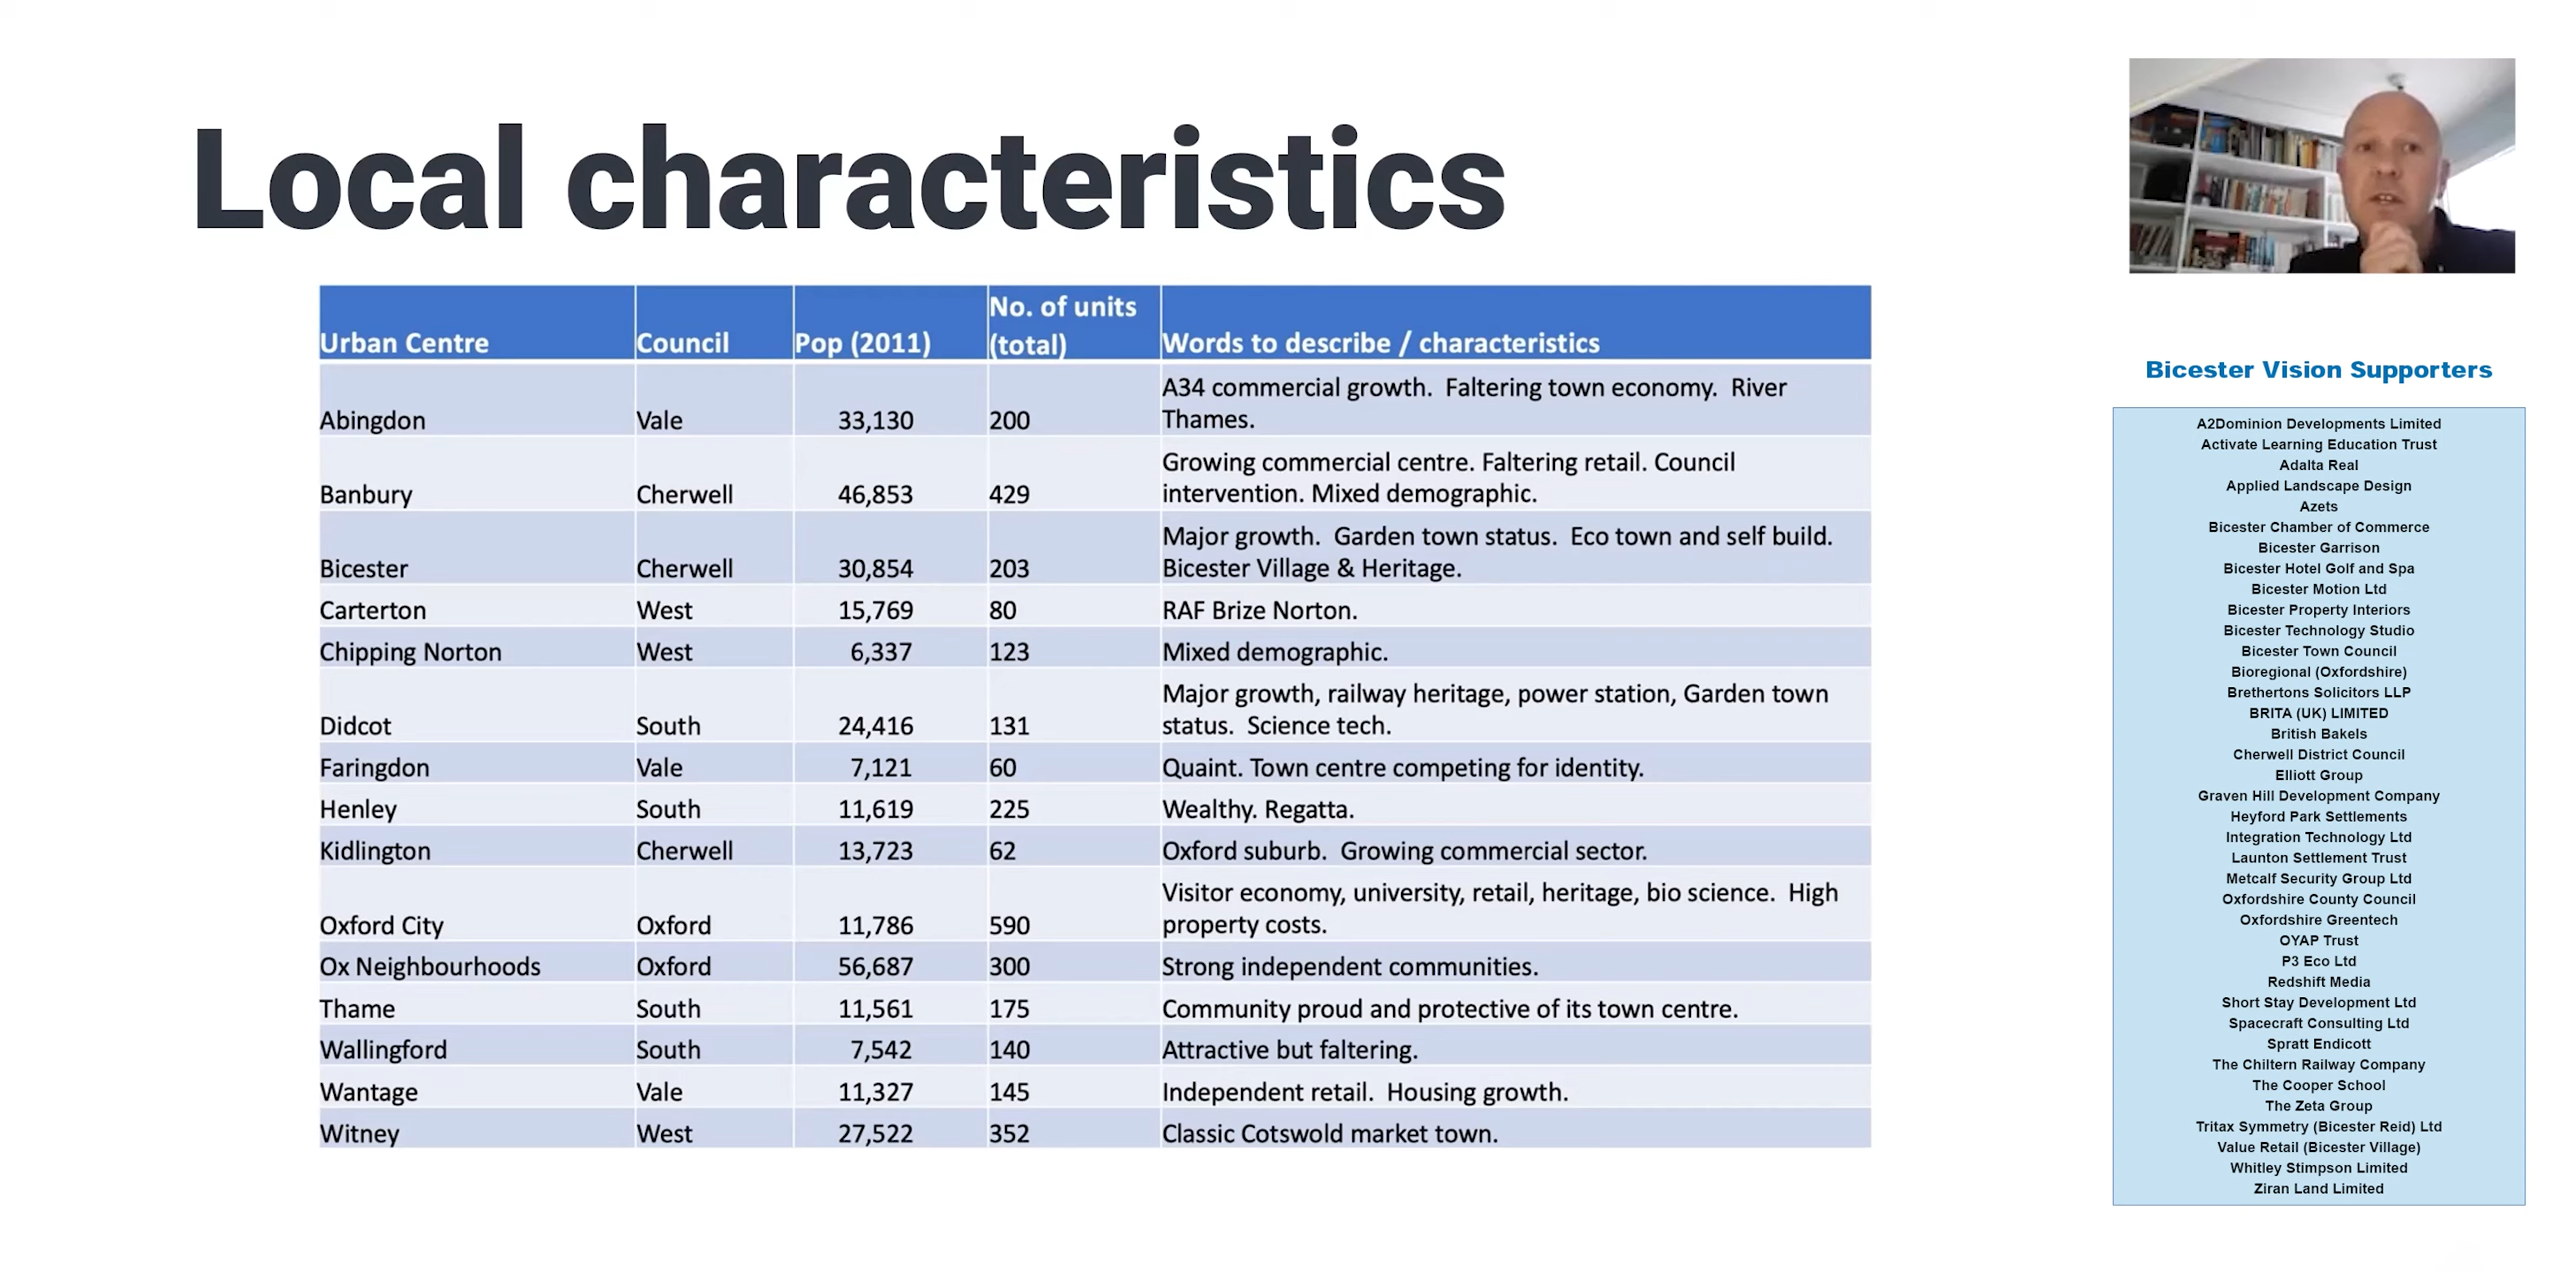 Local characteristics
Urban Centre Council Pop (2011) No. of units (total) Words to describe / characteristics
Abingdon Vale 33,130 200 A34 commercial growth. Faltering town economy. River
Thames.
Banbury Cherwell 46,853 429 Growing commercial centre. Faltering retail. Council
intervention. Mixed demographic.
Bicester Cherwell 30,854 203 Major growth. Garden town status. Eco town and self build.
Bicester Village & Heritage.
Carterton West 15,769 80 RAF Brize Norton.
Chipping Norton West 6,337 123 Mixed demographic.
Didcot South 24,416 131 Major growth, railway heritage, power station, Garden town
status. Science tech.
Faringdon Vale 7,121 60 Quaint. Town centre competing for identity.
Henley South 11,619 225 Wealthy. Regatta.
Kidlington Cherwell 13,723 62 Oxford suburb. Growing commercial sector.
Oxford City Oxford 11,786 590 Visitor economy, university, retail, heritage, bio science. High
property costs.
Ox Neighbourhoods Oxford 56,687 300 Strong independent communities.
Thame South 11,561 175 Community proud and protective of its town centre.
Wallingford South 7,542 140 Attractive but faltering.
Wantage Vale 11,327 145 Independent retail. Housing growth.
Witney West 27,522 352 Classic Cotswold market town.
Bicester Vision Supporters
A2Dominion Developments Limited
Activate Learning Education Trust
Adalta Real
Applied Landscape Design
Azets
Bicester Chamber of Commerce
Bicester Garrison
Bicester Hotel Golf and Spa
Bicester Motion Ltd
Bicester Property Interiors
Bicester Technology Studio
Bicester Town Council
Bioregional (Oxfordshire)
Brethertons Solicitors LLP
BRITA (UK) LIMITED
British Bakels
Cherwell District Council
Elliott Group
Graven Hill Development Company
Heyford Park Settlements
Integration Technology Ltd
Launton Settlement Trust
Metcalf Security Group Ltd
Oxfordshire County Council
Oxfordshire Greentech
OYAP Trust
P3 Eco Ltd
Redshift Media
Short Stay Development Ltd
Spacecraft Consulting Ltd
Spratt Endicott
The Chiltern Railway Company
The Cooper School
The Zeta Group
Tritax Symmetry (Bicester Reid) Ltd
Value Retail (Bicester Village)
Whitley Stimpson Limited
Ziran Land Limited